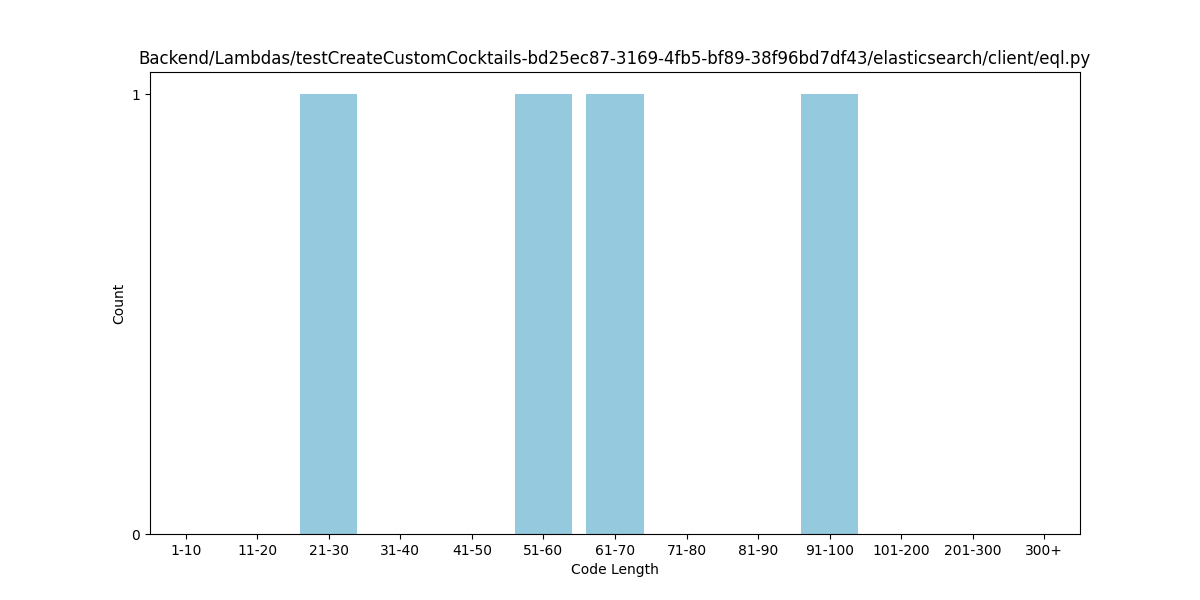 Backend/Lambdas/testCreateCustomCocktails-bd25ec87-3169-4fb5-bf89-38f96bd7df43/elasticsearch/client/eql.py
1
Count
0
1-10 11-20 21-30 31-40 41-50 51-60 61-70 71-80 81-90 91-100 101-200 201-300 300+
Code Length